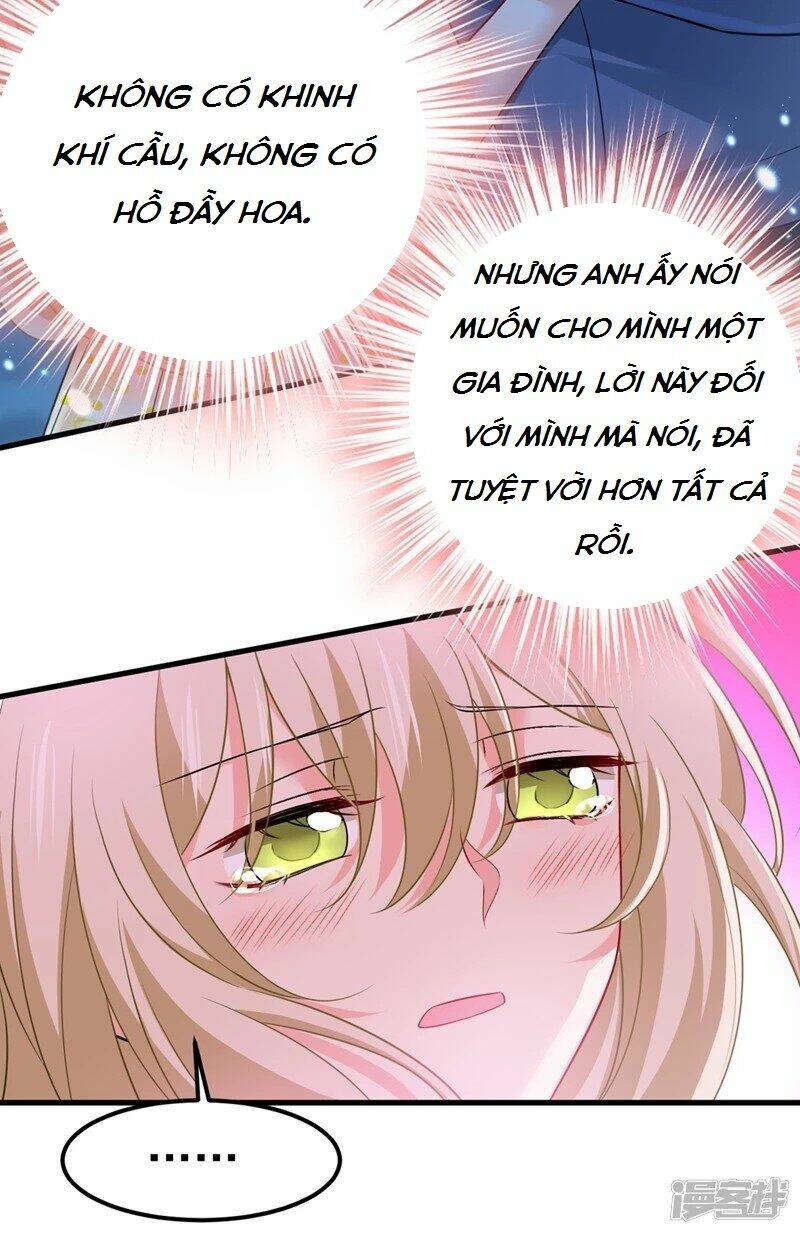 KHÔNG CÓ KHINH
KHÍ CẦU, KHÔNG CÓ
HỒ ĐẦY HOA.
NHƯNG ANH ẤY NÓI
MUỐN CHO MÌNH MỘT
GIA ĐÌNH, LỜI NÀY ĐỐI
VỚI MÌNH MÀ NÓI, ĐÃ
TUYỆT VỜI HƠN TẤT CẢ
RỒI.
......
漫客栈